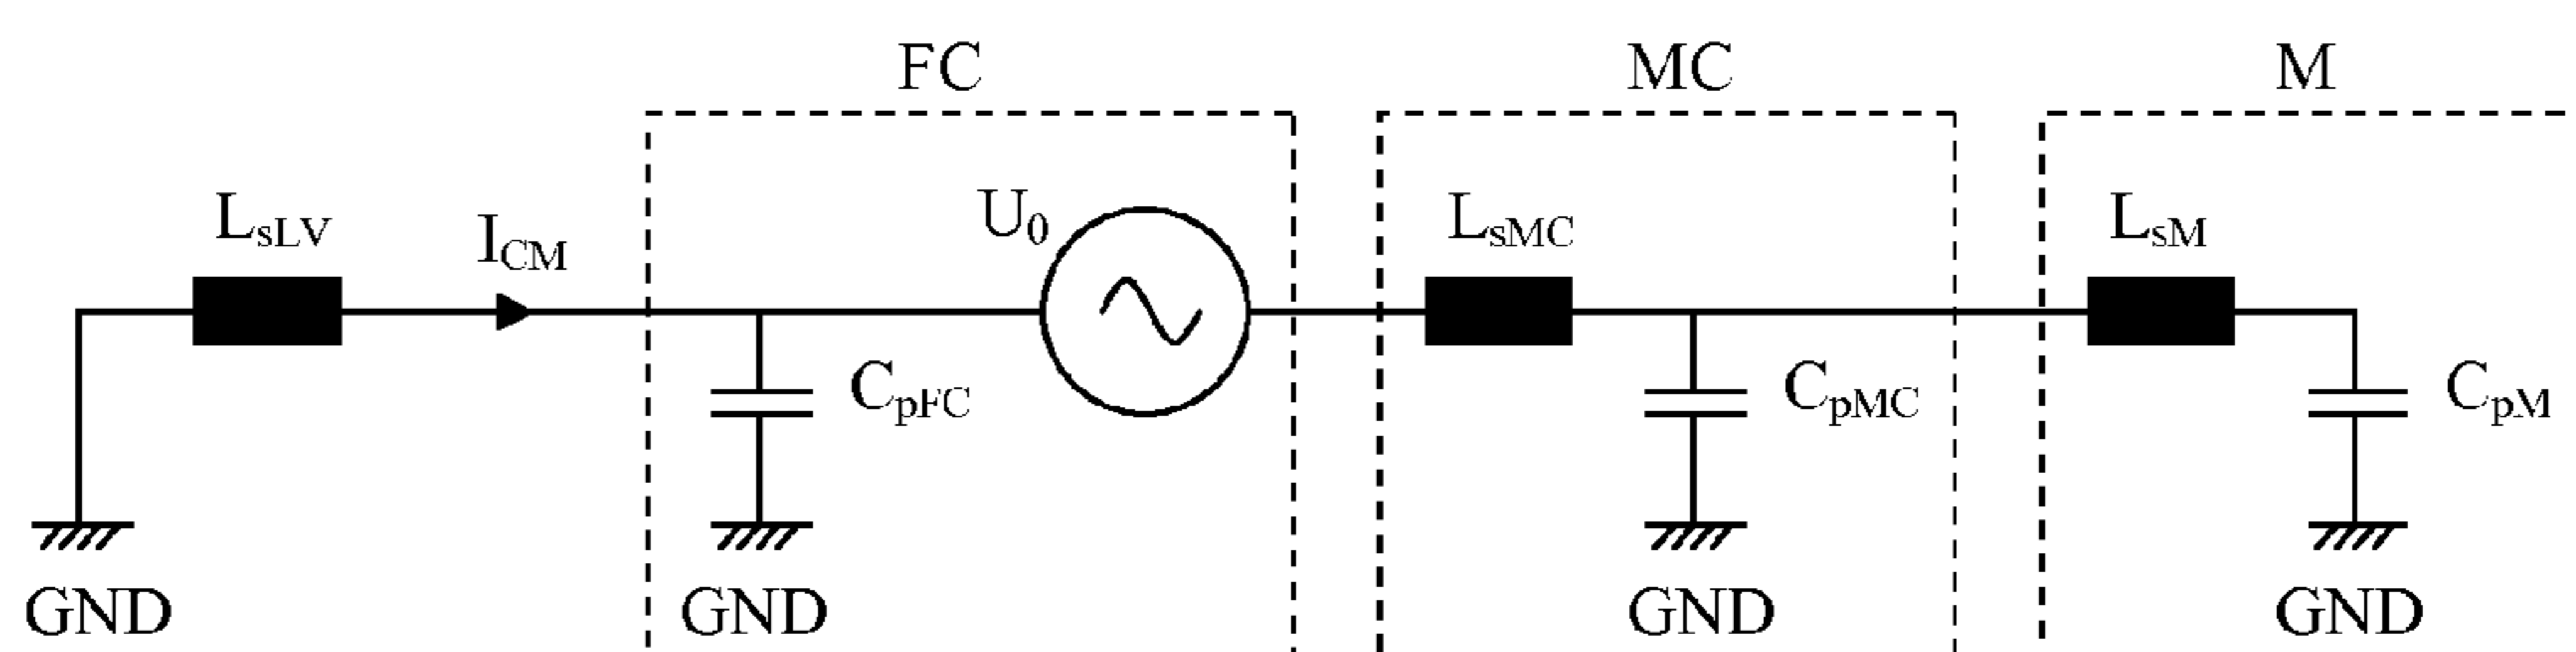 FC
MC
M
LsLV
ICM
U0
LsMC
LsM
CpFC
CpMC
CpM
GND
GND
GND
GND